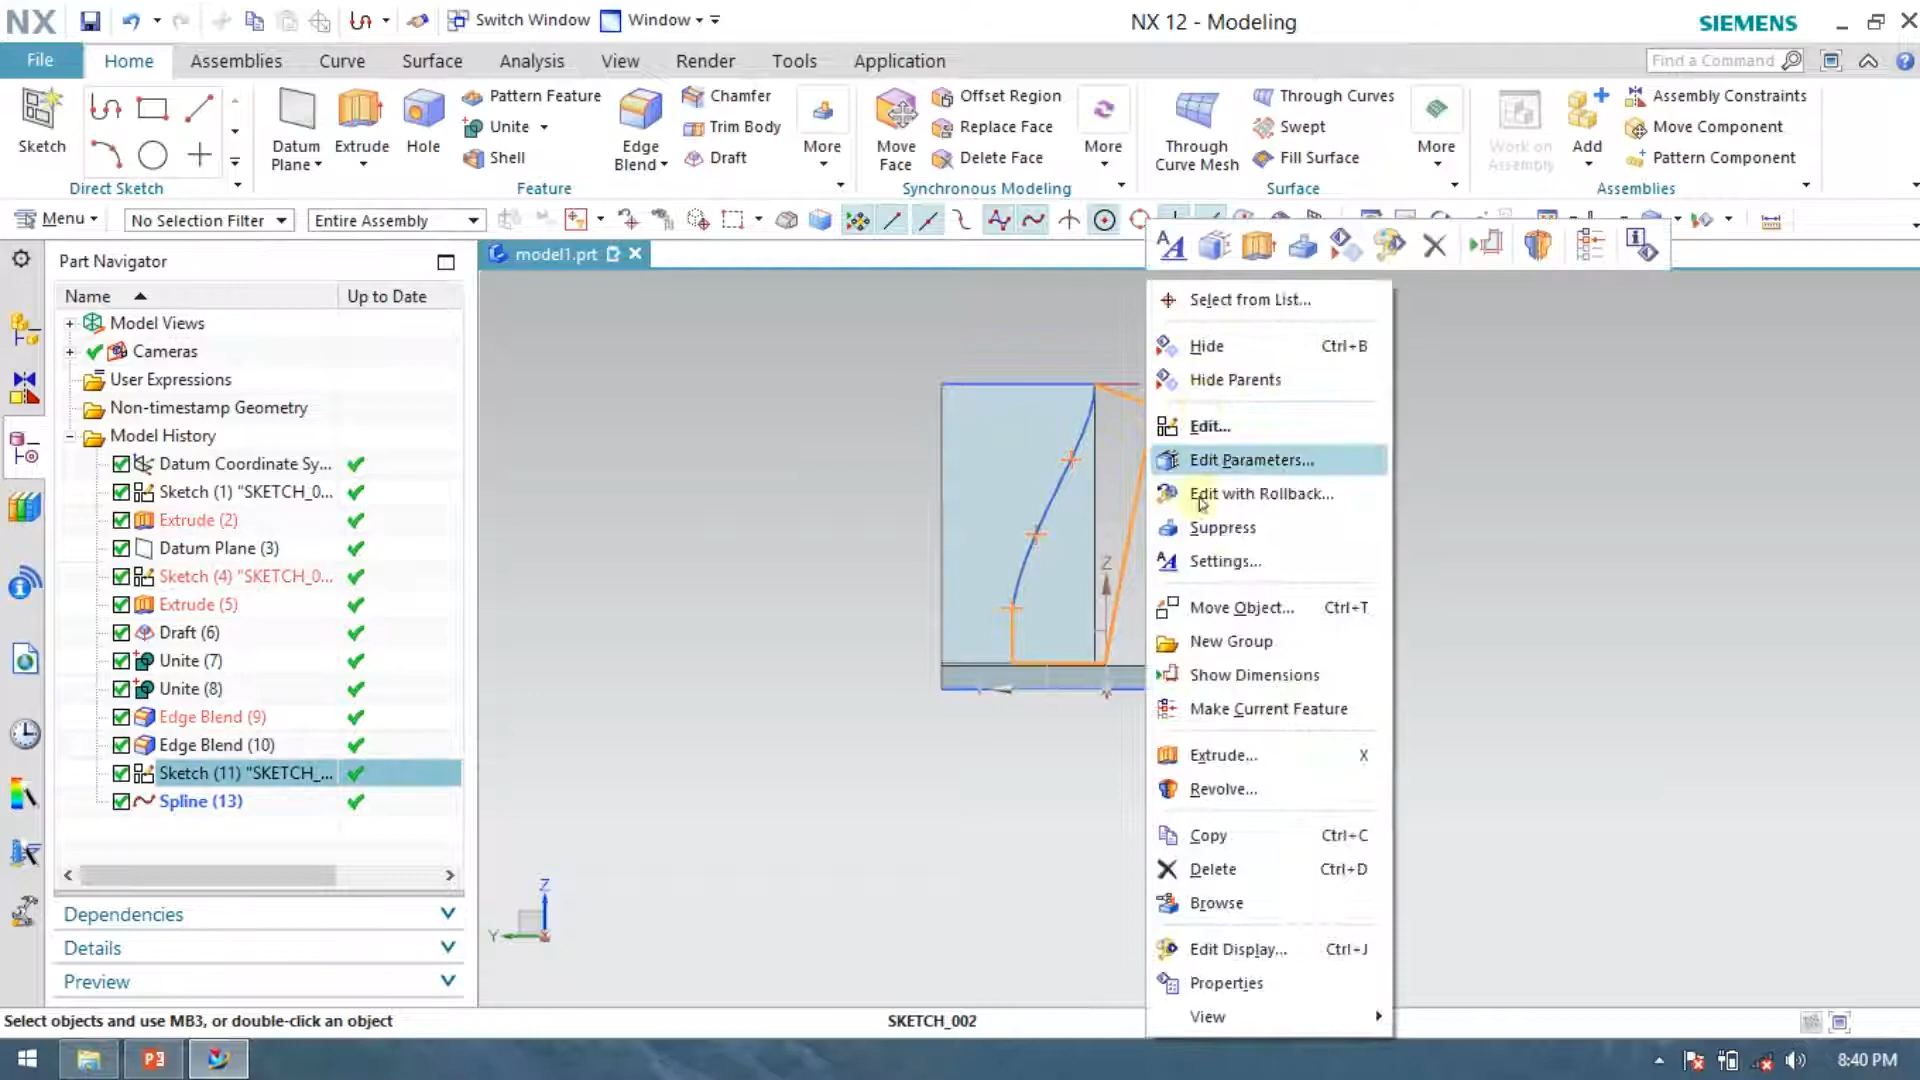 NX
Switch Window
Window
NX 12 - Modeling
SIEMENS
File
Home
Assemblies
Curve
Surface
Analysis
View
Render
Tools
Application
Find a Command
Sketch
Direct Sketch
Datum Plane
Extrude
Hole
Pattern Feature
Unite
Shell
Edge Blend
Chamfer
Trim Body
Draft
More
Feature
Move Face
Offset Region
Replace Face
Delete Face
More
Synchronous Modeling
Through Curve Mesh
Through Curves
Swept
Fill Surface
More
Surface
Work on Assembly
Add
Assembly Constraints
Move Component
Pattern Component
Assemblies
Menu
No Selection Filter
Entire Assembly
Part Navigator
model1.prt
Name
Up to Date
Model Views
Cameras
User Expressions
Non-timestamp Geometry
Model History
Datum Coordinate Sy...
Sketch (1) "SKETCH_0...
Extrude (2)
Datum Plane (3)
Sketch (4) "SKETCH_0...
Extrude (5)
Draft (6)
Unite (7)
Unite (8)
Edge Blend (9)
Edge Blend (10)
Sketch (11) "SKETCH_...
Spline (13)
Dependencies
Details
Preview
Select from List...
Hide Ctrl+B
Hide Parents
Edit...
Edit Parameters...
Edit with Rollback...
Suppress
Settings...
Move Object... Ctrl+T
New Group
Show Dimensions
Make Current Feature
Extrude... X
Revolve...
Copy Ctrl+C
Delete Ctrl+D
Browse
Edit Display... Ctrl+J
Properties
View
Z
Z
Y
Select objects and use MB3, or double-click an object
SKETCH_002
8:40 PM